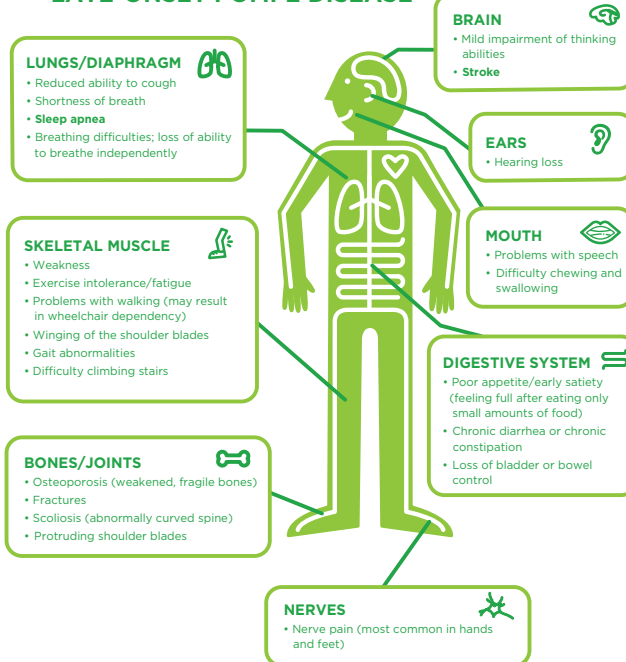 LATE-ONSET POMPE DISEASE
LUNGS/DIAPHRAGM
• Reduced ability to cough
• Shortness of breath
• Sleep apnea
• Breathing difficulties; loss of ability
to breathe independently
BRAIN
• Mild impairment of thinking
abilities
• Stroke
EARS
• Hearing loss
SKELETAL MUSCLE
• Weakness
• Exercise intolerance/fatigue
• Problems with walking (may result
in wheelchair dependency)
• Winging of the shoulder blades
• Gait abnormalities
• Difficulty climbing stairs
MOUTH
• Problems with speech
• Difficulty chewing and
swallowing
DIGESTIVE SYSTEM
• Poor appetite/early satiety
(feeling full after eating only
small amounts of food)
• Chronic diarrhea or chronic
constipation
• Loss of bladder or bowel
control
BONES/JOINTS
• Osteoporosis (weakened, fragile bones)
• Fractures
• Scoliosis (abnormally curved spine)
• Protruding shoulder blades
NERVES
• Nerve pain (most common in hands
and feet)